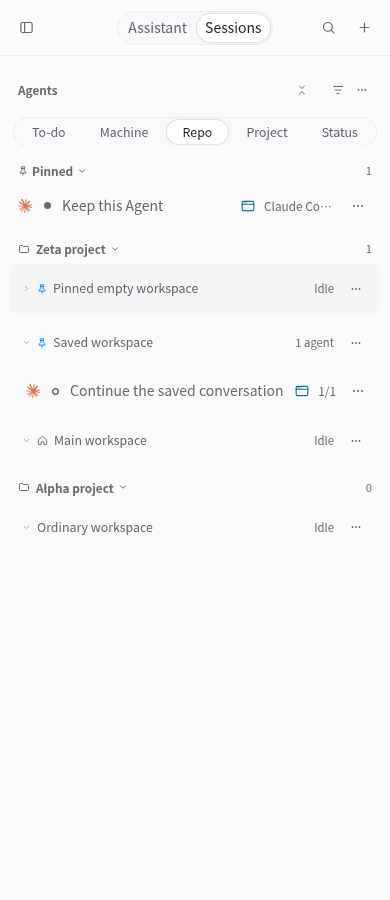 Assistant Sessions
Agents
To-do Machine Repo Project Status
Pinned 1
Keep this Agent Claude Co···
Zeta project 1
Pinned empty workspace Idle
Saved workspace 1 agent
Continue the saved conversation 1/1
Main workspace Idle
Alpha project 0
Ordinary workspace Idle